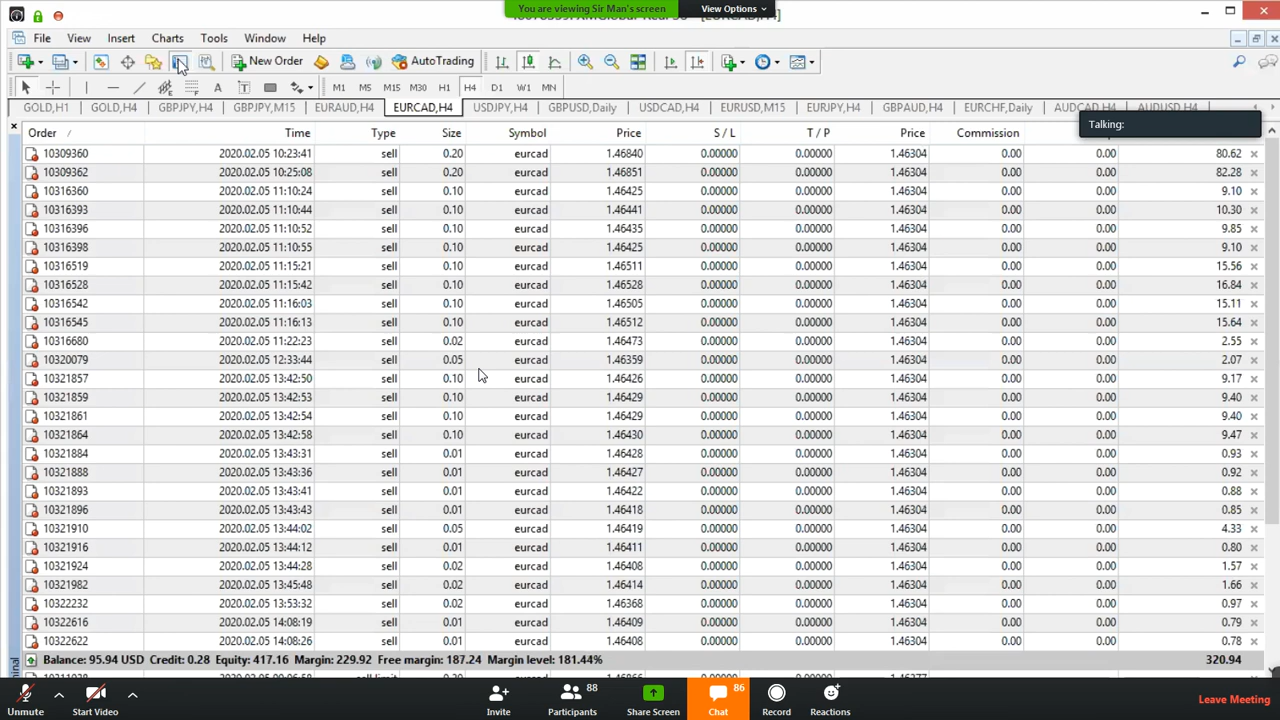 You are viewing Sir Man's screen View Options
File View Insert Charts Tools Window Help
New Order AutoTrading
A T M1 M5 M15 M30 H1 H4 D1 W1 MN
GOLD,H1 GOLD,H4 GBPJPY,H4 GBPJPY,M15 EURAUD,H4 EURCAD,H4 USDJPY,H4 GBPUSD,Daily USDCAD,H4 EURUSD,M15 EURJPY,H4 GBPAUD,H4 EURCHF,Daily AUDCAD,H4 AUDUSD,H4
Talking:
Order / Time Type Size Symbol Price S / L T / P Price Commission
10309360 2020.02.05 10:23:41 sell 0.20 eurcad 1.46840 0.00000 0.00000 1.46304 0.00 0.00 80.62
10309362 2020.02.05 10:25:08 sell 0.20 eurcad 1.46851 0.00000 0.00000 1.46304 0.00 0.00 82.28
10316360 2020.02.05 11:10:24 sell 0.10 eurcad 1.46425 0.00000 0.00000 1.46304 0.00 0.00 9.10
10316393 2020.02.05 11:10:44 sell 0.10 eurcad 1.46441 0.00000 0.00000 1.46304 0.00 0.00 10.30
10316396 2020.02.05 11:10:52 sell 0.10 eurcad 1.46435 0.00000 0.00000 1.46304 0.00 0.00 9.85
10316398 2020.02.05 11:10:55 sell 0.10 eurcad 1.46425 0.00000 0.00000 1.46304 0.00 0.00 9.10
10316519 2020.02.05 11:15:21 sell 0.10 eurcad 1.46511 0.00000 0.00000 1.46304 0.00 0.00 15.56
10316528 2020.02.05 11:15:42 sell 0.10 eurcad 1.46528 0.00000 0.00000 1.46304 0.00 0.00 16.84
10316542 2020.02.05 11:16:03 sell 0.10 eurcad 1.46505 0.00000 0.00000 1.46304 0.00 0.00 15.11
10316545 2020.02.05 11:16:13 sell 0.10 eurcad 1.46512 0.00000 0.00000 1.46304 0.00 0.00 15.64
10316680 2020.02.05 11:22:23 sell 0.02 eurcad 1.46473 0.00000 0.00000 1.46304 0.00 0.00 2.55
10320079 2020.02.05 12:33:44 sell 0.05 eurcad 1.46359 0.00000 0.00000 1.46304 0.00 0.00 2.07
10321857 2020.02.05 13:42:50 sell 0.10 eurcad 1.46426 0.00000 0.00000 1.46304 0.00 0.00 9.17
10321859 2020.02.05 13:42:53 sell 0.10 eurcad 1.46429 0.00000 0.00000 1.46304 0.00 0.00 9.40
10321861 2020.02.05 13:42:54 sell 0.10 eurcad 1.46429 0.00000 0.00000 1.46304 0.00 0.00 9.40
10321864 2020.02.05 13:42:58 sell 0.10 eurcad 1.46430 0.00000 0.00000 1.46304 0.00 0.00 9.47
10321884 2020.02.05 13:43:31 sell 0.01 eurcad 1.46428 0.00000 0.00000 1.46304 0.00 0.00 0.93
10321888 2020.02.05 13:43:36 sell 0.01 eurcad 1.46427 0.00000 0.00000 1.46304 0.00 0.00 0.92
10321893 2020.02.05 13:43:41 sell 0.01 eurcad 1.46422 0.00000 0.00000 1.46304 0.00 0.00 0.88
10321896 2020.02.05 13:43:43 sell 0.01 eurcad 1.46418 0.00000 0.00000 1.46304 0.00 0.00 0.85
10321910 2020.02.05 13:44:02 sell 0.05 eurcad 1.46419 0.00000 0.00000 1.46304 0.00 0.00 4.33
10321916 2020.02.05 13:44:12 sell 0.01 eurcad 1.46411 0.00000 0.00000 1.46304 0.00 0.00 0.80
10321924 2020.02.05 13:44:28 sell 0.02 eurcad 1.46408 0.00000 0.00000 1.46304 0.00 0.00 1.57
10321982 2020.02.05 13:45:48 sell 0.02 eurcad 1.46414 0.00000 0.00000 1.46304 0.00 0.00 1.66
10322232 2020.02.05 13:53:32 sell 0.02 eurcad 1.46368 0.00000 0.00000 1.46304 0.00 0.00 0.97
10322616 2020.02.05 14:08:19 sell 0.01 eurcad 1.46409 0.00000 0.00000 1.46304 0.00 0.00 0.79
10322622 2020.02.05 14:08:26 sell 0.01 eurcad 1.46408 0.00000 0.00000 1.46304 0.00 0.00 0.78
Balance: 95.94 USD Credit: 0.28 Equity: 417.16 Margin: 229.92 Free margin: 187.24 Margin level: 181.44% 320.94
88 86
Unmute Start Video Invite Participants Share Screen Chat Record Reactions Leave Meeting